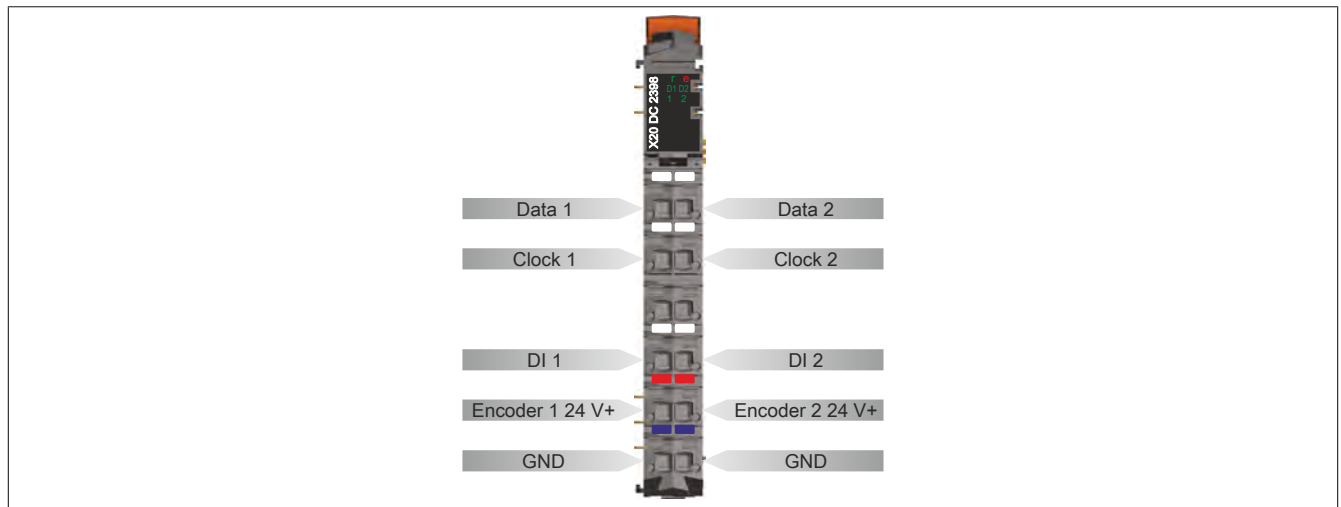 X20 DC 2398
r e
D1 D2
1 2
Data 1 Data 2
Clock 1 Clock 2
DI 1 DI 2
Encoder 1 24 V+ Encoder 2 24 V+
GND GND